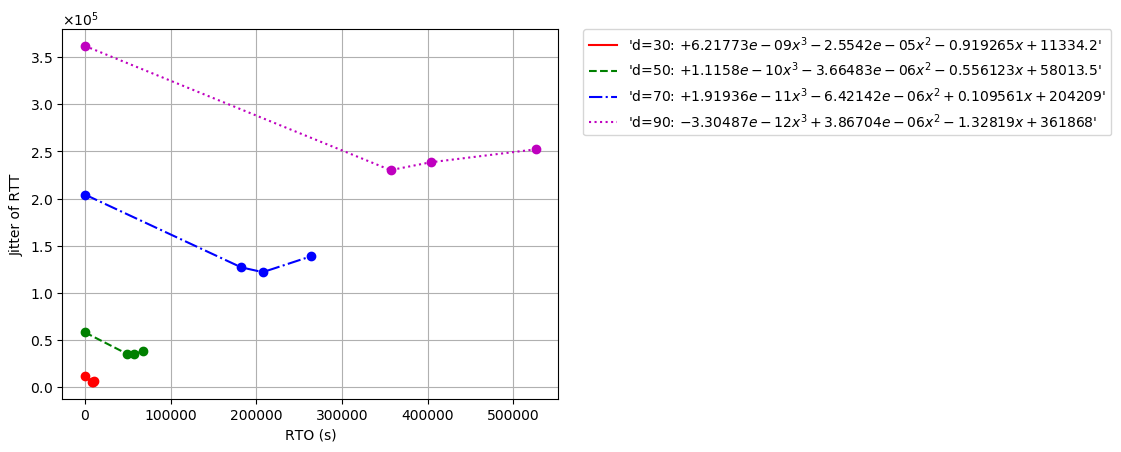 ×10⁵
3.5
3.0
2.5
2.0
1.5
1.0
0.5
0.0
Jitter of RTT
0 100000 200000 300000 400000 500000
RTO (s)
'd=30: +6.21773e − 09x³ − 2.5542e − 05x² − 0.919265x + 11334.2'
'd=50: +1.1158e − 10x³ − 3.66483e − 06x² − 0.556123x + 58013.5'
'd=70: +1.91936e − 11x³ − 6.42142e − 06x² + 0.109561x + 204209'
'd=90: −3.30487e − 12x³ + 3.86704e − 06x² − 1.32819x + 361868'